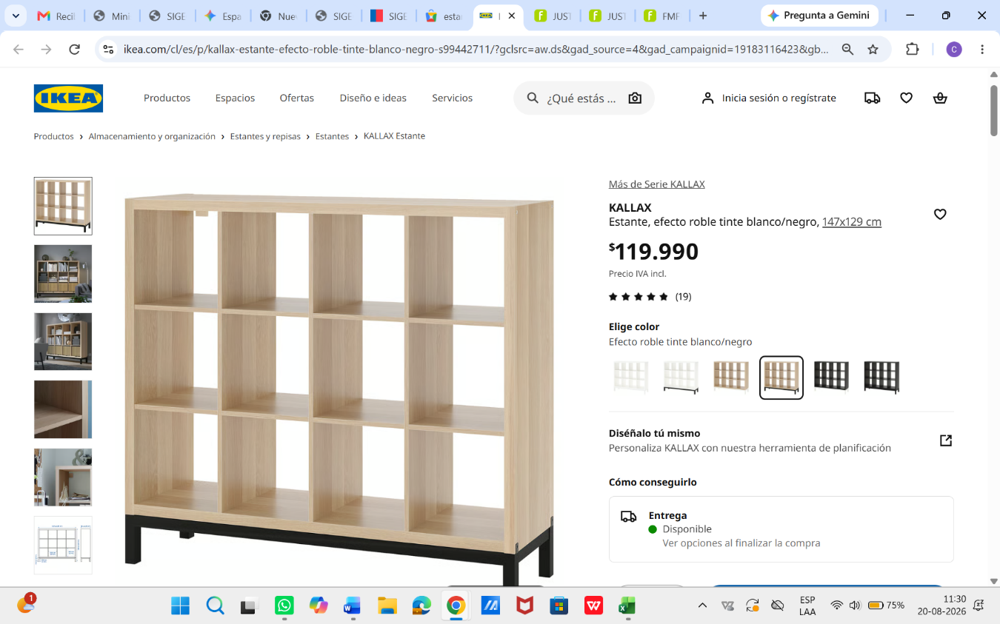 Recil
Mini
SIGE
Espa
Nuev
SIGE
SIGE
esta
JUST
JUST
FMF
Pregunta a Gemini
ikea.com/cl/es/p/kallax-estante-efecto-roble-tinte-blanco-negro-s99442711/?gclsrc=aw.ds&gad_source=4&gad_campaignid=19183116423&gb...
C
IKEA
Productos
Espacios
Ofertas
Diseño e ideas
Servicios
¿Qué estás ...
Inicia sesión o regístrate
Productos › Almacenamiento y organización › Estantes y repisas › Estantes › KALLAX Estante
Más de Serie KALLAX
KALLAX
Estante, efecto roble tinte blanco/negro, 147x129 cm
$119.990
Precio IVA incl.
(19)
Elige color
Efecto roble tinte blanco/negro
Diséñalo tú mismo
Personaliza KALLAX con nuestra herramienta de planificación
Cómo conseguirlo
Entrega
Disponible
Ver opciones al finalizar la compra
1
ESP
LAA
75%
11:30
20-08-2026